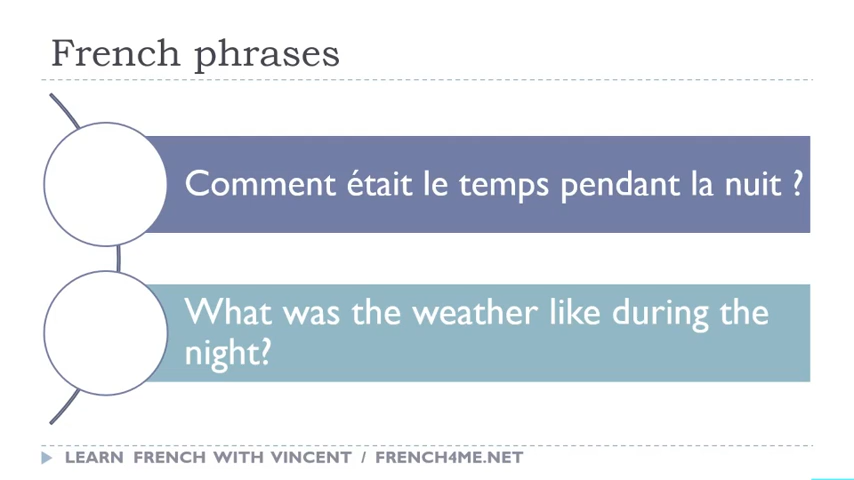 French phrases
Comment était le temps pendant la nuit ?
What was the weather like during the
night?
LEARN FRENCH WITH VINCENT / FRENCH4ME.NET